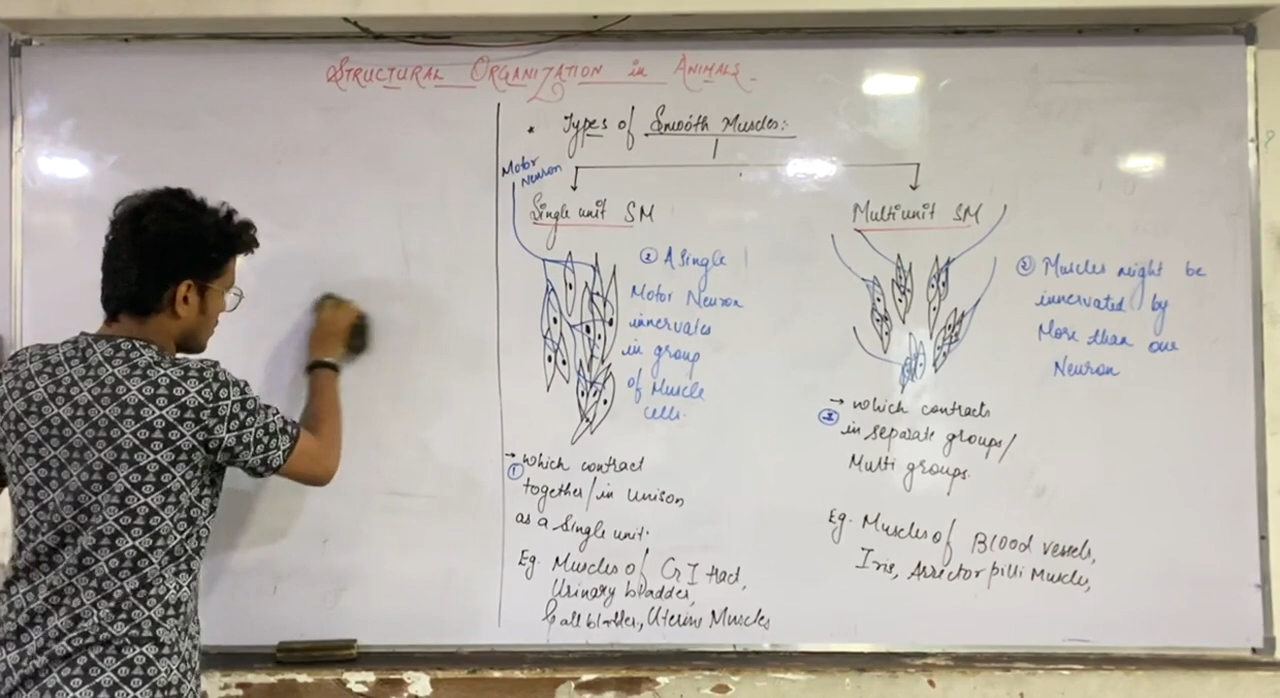 STRUCTURAL ORGANIZATION in ANIMALS
* Types of Smooth Muscles:
Motor
Neuron
Single unit SM
② A Single
Motor Neuron
innervates
in group
of Muscle
cells.
→ which contract
① together/in unison
as a Single unit.
Eg. Muscles of GI tract,
Urinary bladder,
Gall bladder, Uterine Muscles
Multiunit SM
② Muscles might be
innervated by
More than one
Neuron
→ which contracts
in separate groups/
Multi groups.
Eg. Muscles of Blood vessels,
Iris, Arrector pilli Muscles,